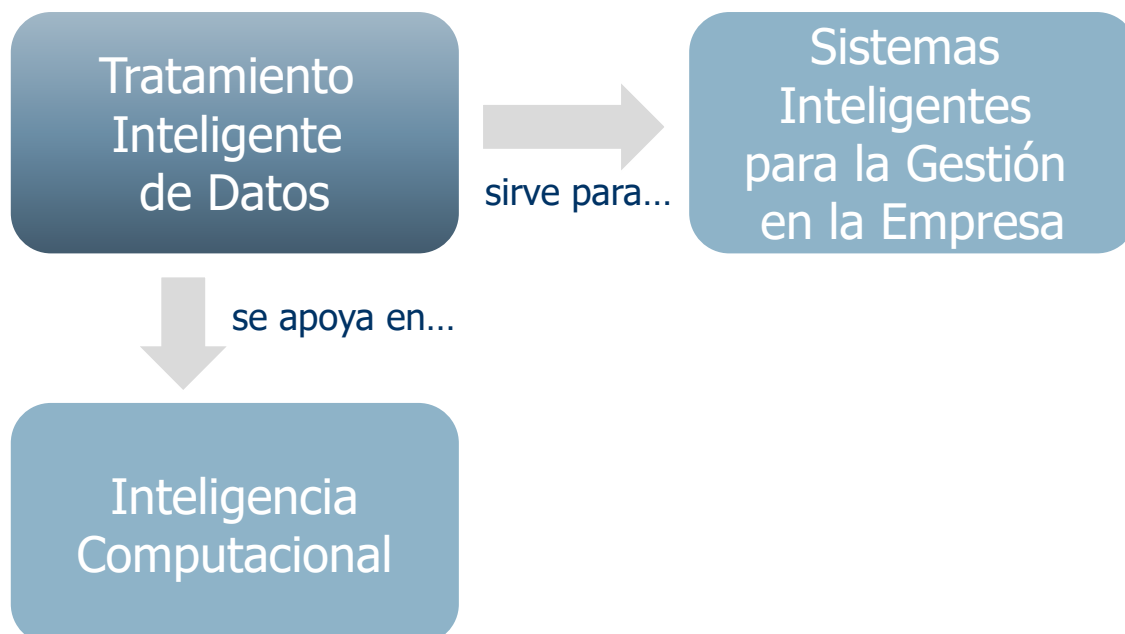 Tratamiento
Inteligente
de Datos
sirve para...
Sistemas
Inteligentes
para la Gestión
en la Empresa
se apoya en...
Inteligencia
Computacional